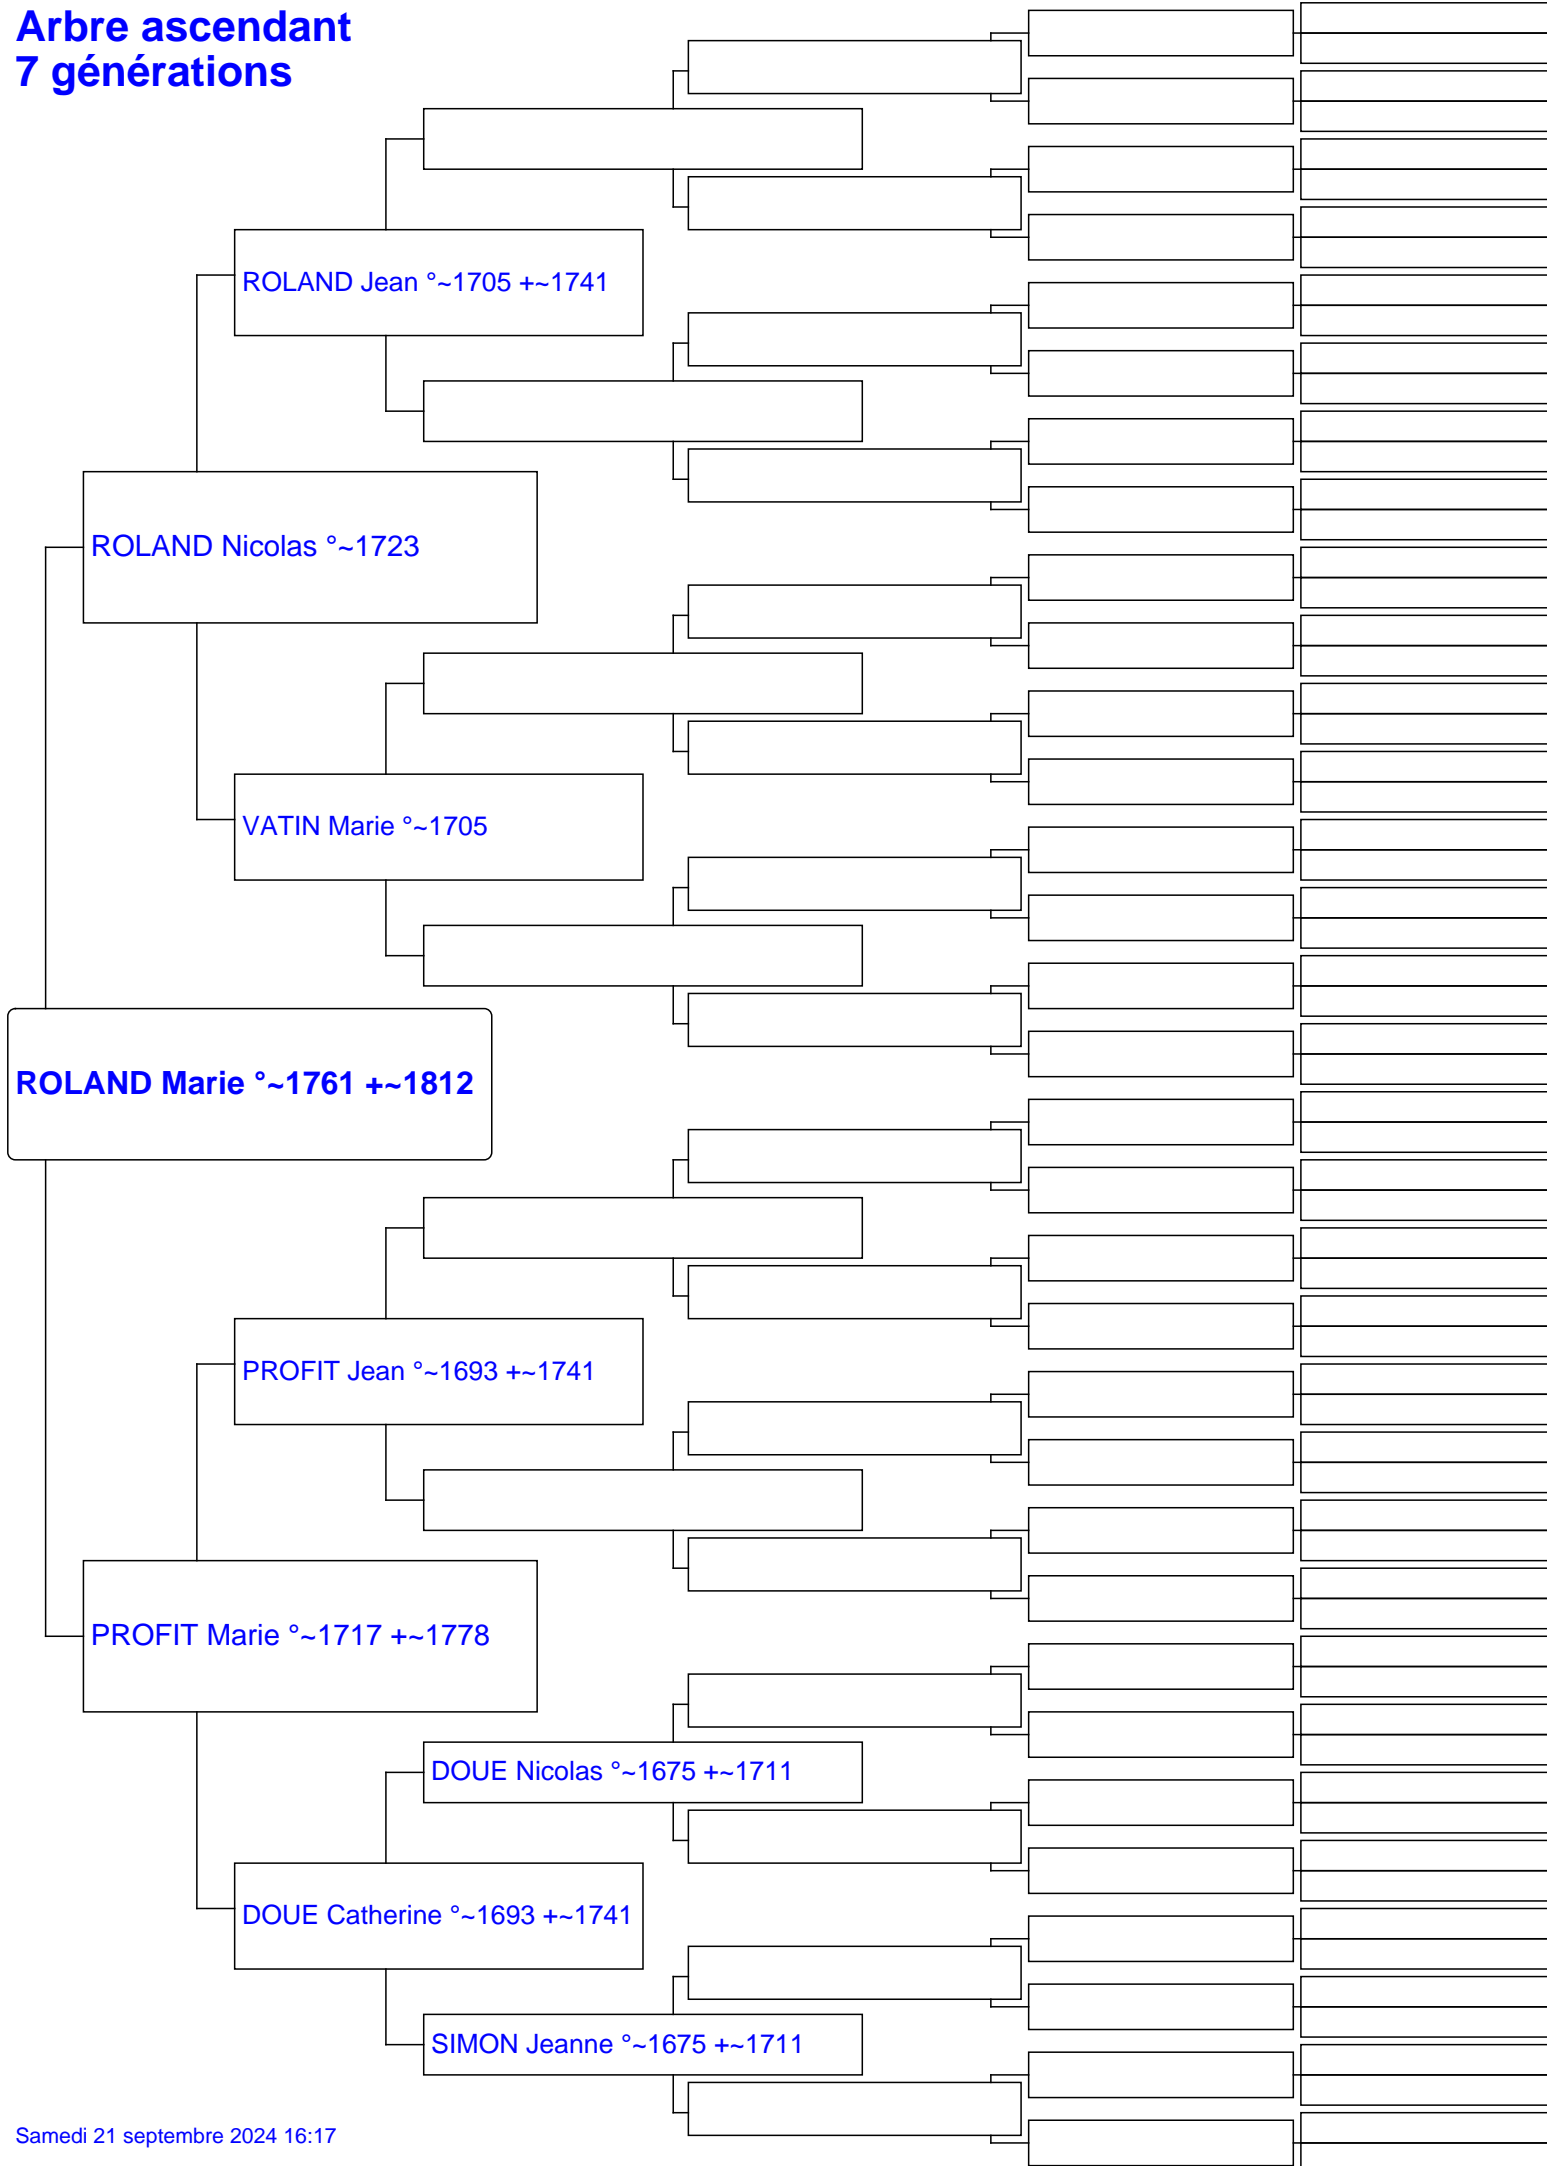 Arbre ascendant
7 générations
ROLAND Jean °~1705 +~1741
ROLAND Nicolas °~1723
VATIN Marie °~1705
ROLAND Marie °~1761 +~1812
PROFIT Jean °~1693 +~1741
PROFIT Marie °~1717 +~1778
DOUE Nicolas °~1675 +~1711
DOUE Catherine °~1693 +~1741
SIMON Jeanne °~1675 +~1711
Samedi 21 septembre 2024 16:17